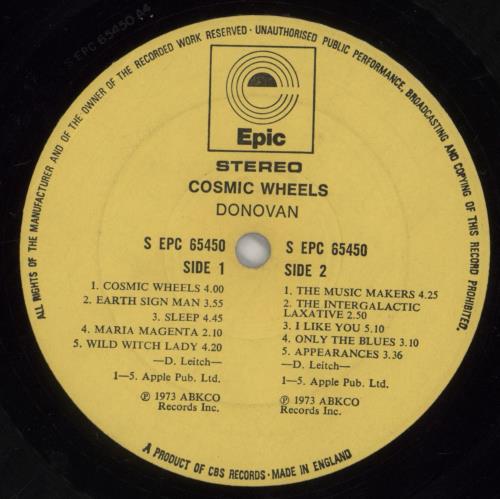 EPC 65450 A4
ALL RIGHTS OF THE MANUFACTURER AND OF THE OWNER OF THE RECORDED WORK RESERVED · UNAUTHORISED PUBLIC PERFORMANCE, BROADCASTING AND COPYING OF THIS RECORD PROHIBITED.
Epic
STEREO
COSMIC WHEELS
DONOVAN
S EPC 65450
SIDE 1
1. COSMIC WHEELS 4.00
2. EARTH SIGN MAN 3.55
3. SLEEP 4.45
4. MARIA MAGENTA 2.10
5. WILD WITCH LADY 4.20
—D. Leitch—
1—5. Apple Pub. Ltd.
℗ 1973 ABKCO
Records Inc.
S EPC 65450
SIDE 2
1. THE MUSIC MAKERS 4.25
2. THE INTERGALACTIC
LAXATIVE 2.50
3. I LIKE YOU 5.10
4. ONLY THE BLUES 3.10
5. APPEARANCES 3.36
—D. Leitch—
1—5. Apple Pub. Ltd.
℗ 1973 ABKCO
Records Inc.
A PRODUCT OF CBS RECORDS · MADE IN ENGLAND